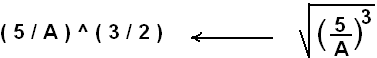 ( 5 / A ) ^ ( 3 / 2 ) ← √(5/A)³